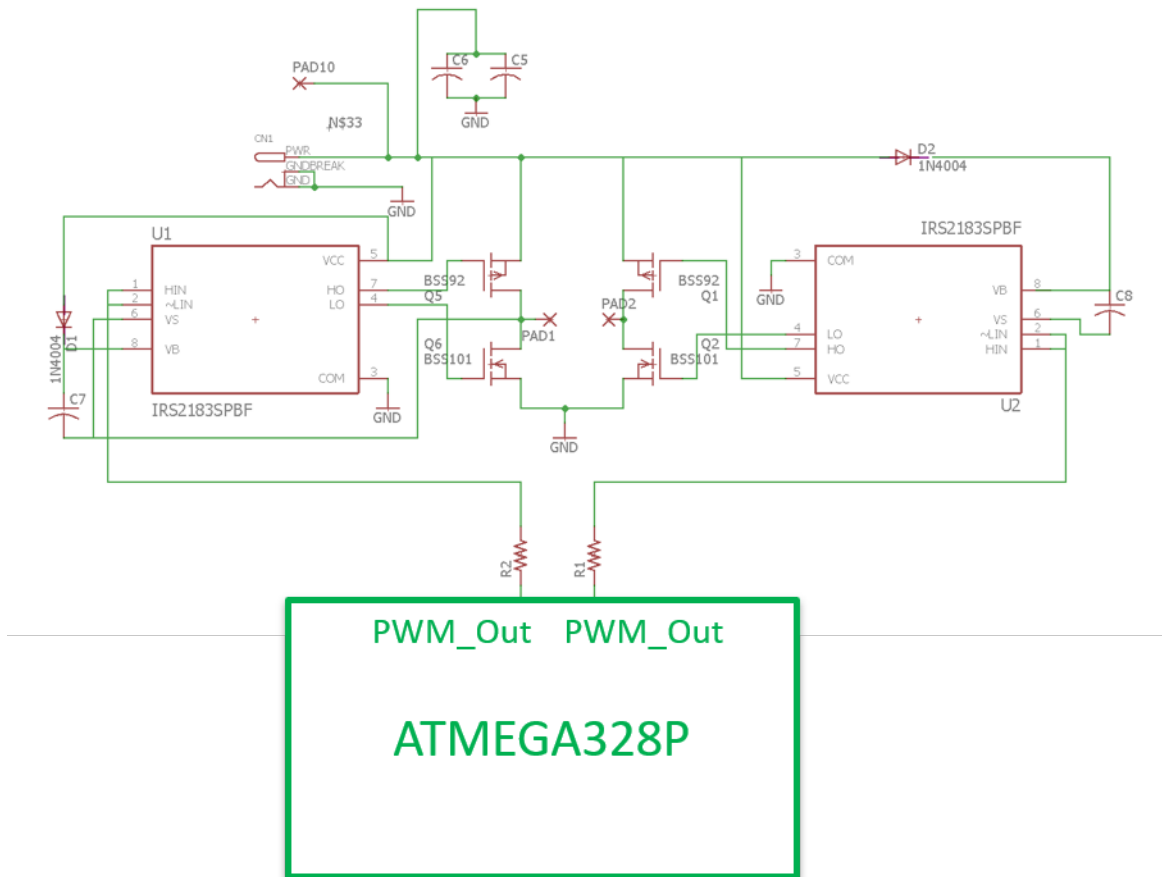 C6
C5
PAD10
GND
N$33
CN1
PWR
GNDBREAK
GND
D2
1N4004
GND
U1
IRS2183SPBF
VCC 5
1 HIN
2 ~LIN
6 VS
8 VB
7 HO
4 LO
COM 3
IRS2183SPBF
1N4004
D1
C7
GND
BSS92
Q5
BSS92
Q1
PAD2
PAD1
Q6
BSS101
Q2
BSS101
GND
GND
3 COM
VB 8
VS 6
~LIN 2
HIN 1
4 LO
7 HO
5 VCC
U2
C8
R2
R1
PWM_Out PWM_Out
ATMEGA328P